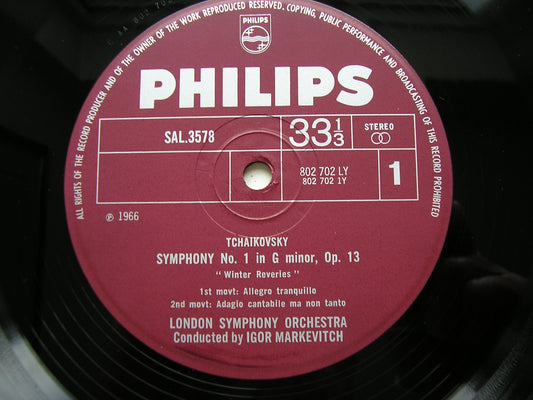 ALL RIGHTS OF THE RECORD PRODUCER AND OF THE OWNER OF THE WORK REPRODUCED RESERVED. COPYING, PUBLIC PERFORMANCE AND BROADCASTING OF THIS RECORD PROHIBITED
PHILIPS
PHILIPS
SAL.3578
33 1/3
STEREO
802 702 LY
802 702 1Y
1
℗ 1966
TCHAIKOVSKY
SYMPHONY No. 1 in G minor, Op. 13
"Winter Reveries"
1st movt: Allegro tranquillo
2nd movt: Adagio cantabile ma non tanto
LONDON SYMPHONY ORCHESTRA
Conducted by IGOR MARKEVITCH